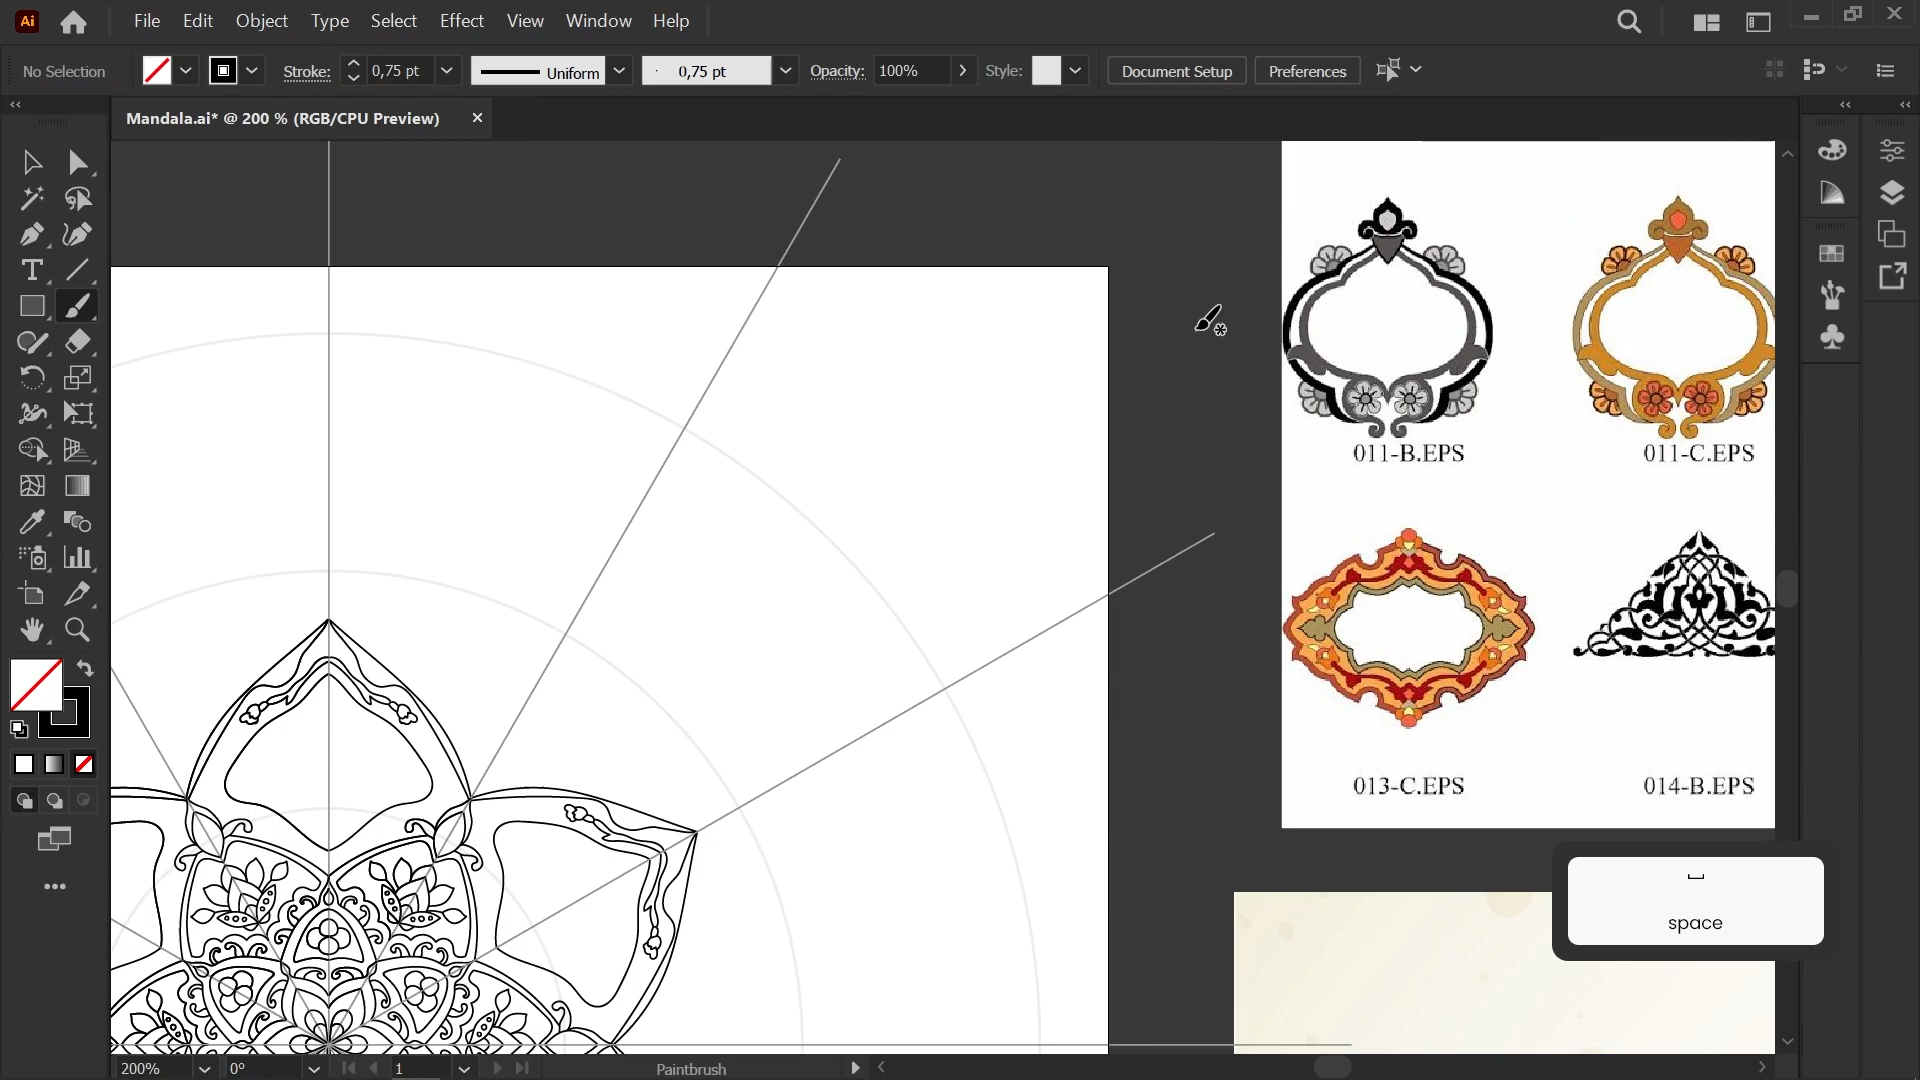 Ai File Edit Object Type Select Effect View Window Help
No Selection Stroke: 0,75 pt Uniform 0,75 pt Opacity: 100% Style: Document Setup Preferences
Mandala.ai* @ 200 % (RGB/CPU Preview)
011-B.EPS 011-C.EPS
013-C.EPS 014-B.EPS
space
200% 0° 1 Paintbrush